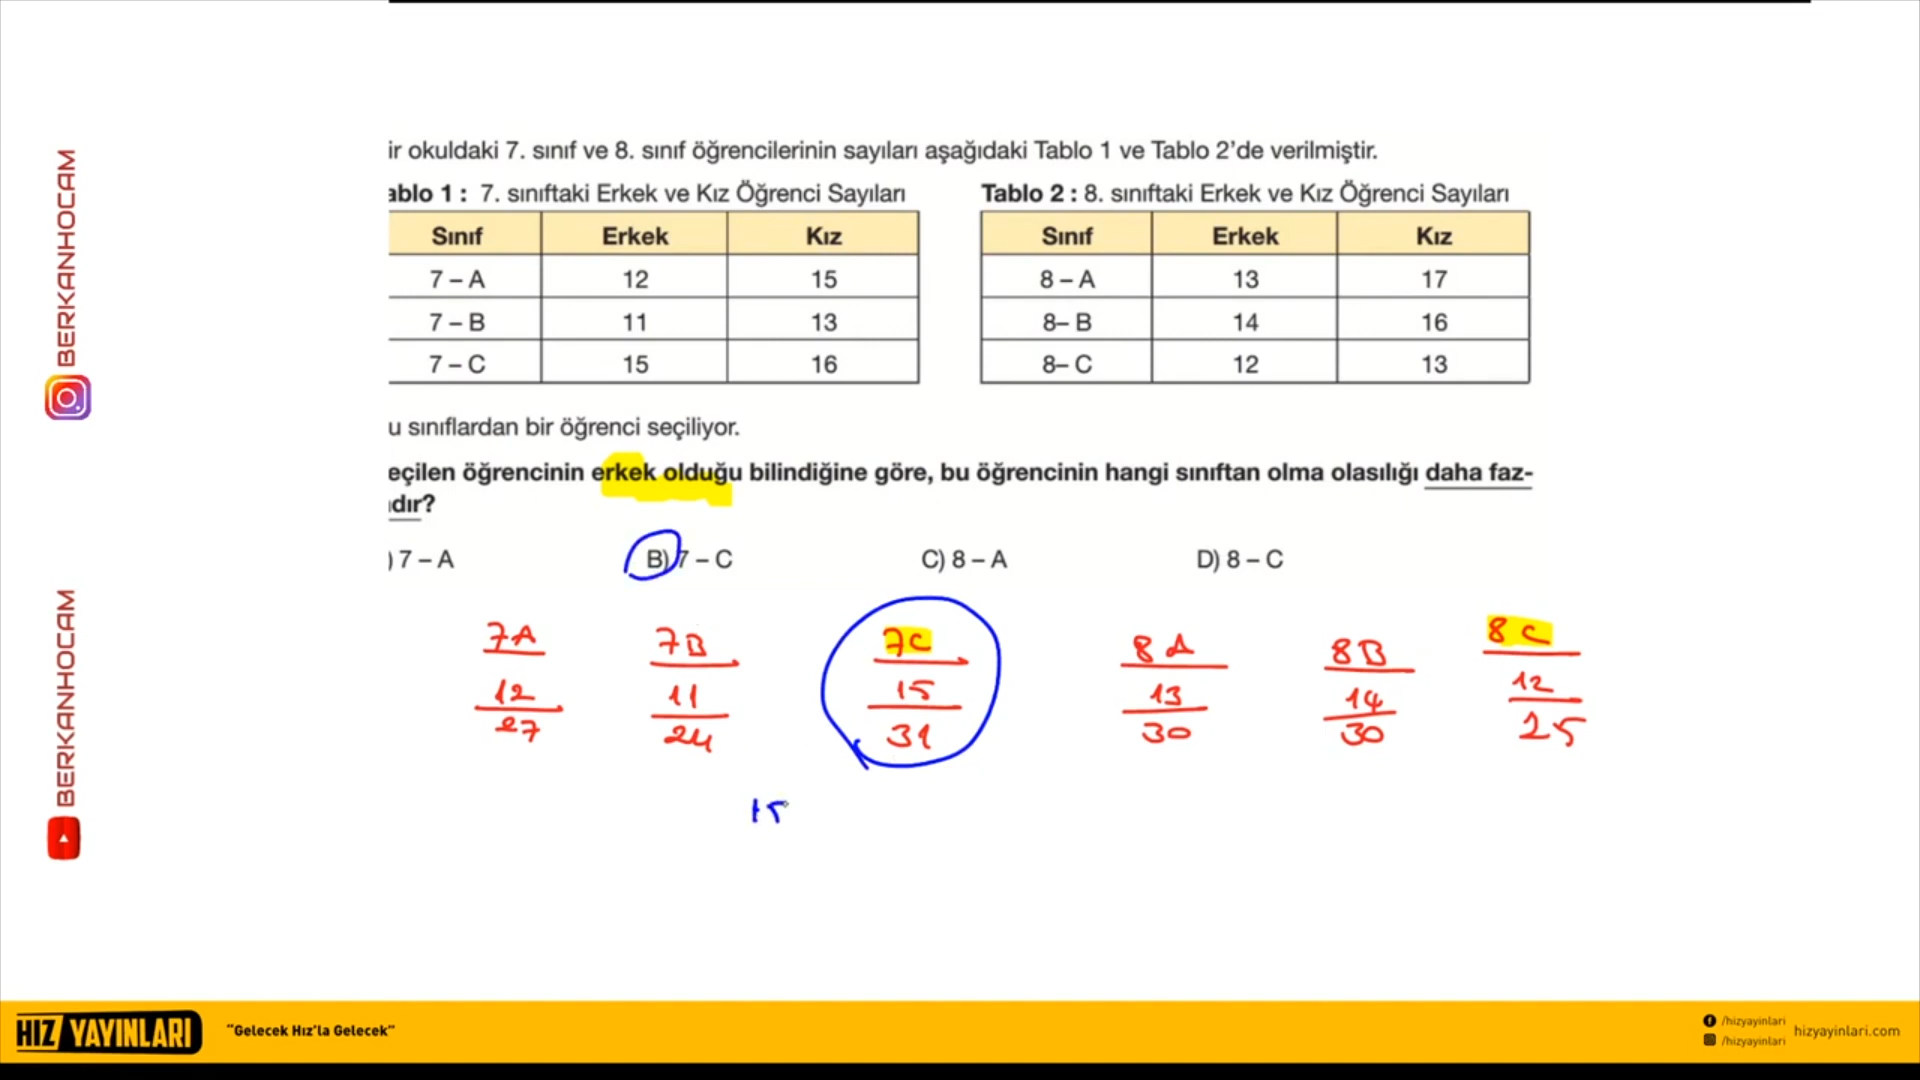 ir okuldaki 7. sınıf ve 8. sınıf öğrencilerinin sayıları aşağıdaki Tablo 1 ve Tablo 2'de verilmiştir.
ablo 1 : 7. sınıftaki Erkek ve Kız Öğrenci Sayıları
Sınıf Erkek Kız
7 – A 12 15
7 – B 11 13
7 – C 15 16
Tablo 2 : 8. sınıftaki Erkek ve Kız Öğrenci Sayıları
Sınıf Erkek Kız
8 – A 13 17
8– B 14 16
8– C 12 13
u sınıflardan bir öğrenci seçiliyor.
eçilen öğrencinin erkek olduğu bilindiğine göre, bu öğrencinin hangi sınıftan olma olasılığı daha faz-
dır?
) 7 – A B) 7 – C C) 8 – A D) 8 – C
7A 7B 7C 8A 8B 8C
12 11 15 13 14 12
27 24 31 30 30 25
15
BERKANHOCAM
BERKANHOCAM
HIZ YAYINLARI
“Gelecek Hız'la Gelecek”
/hizyayinlari
/hizyayinlari
hizyayinlari.com